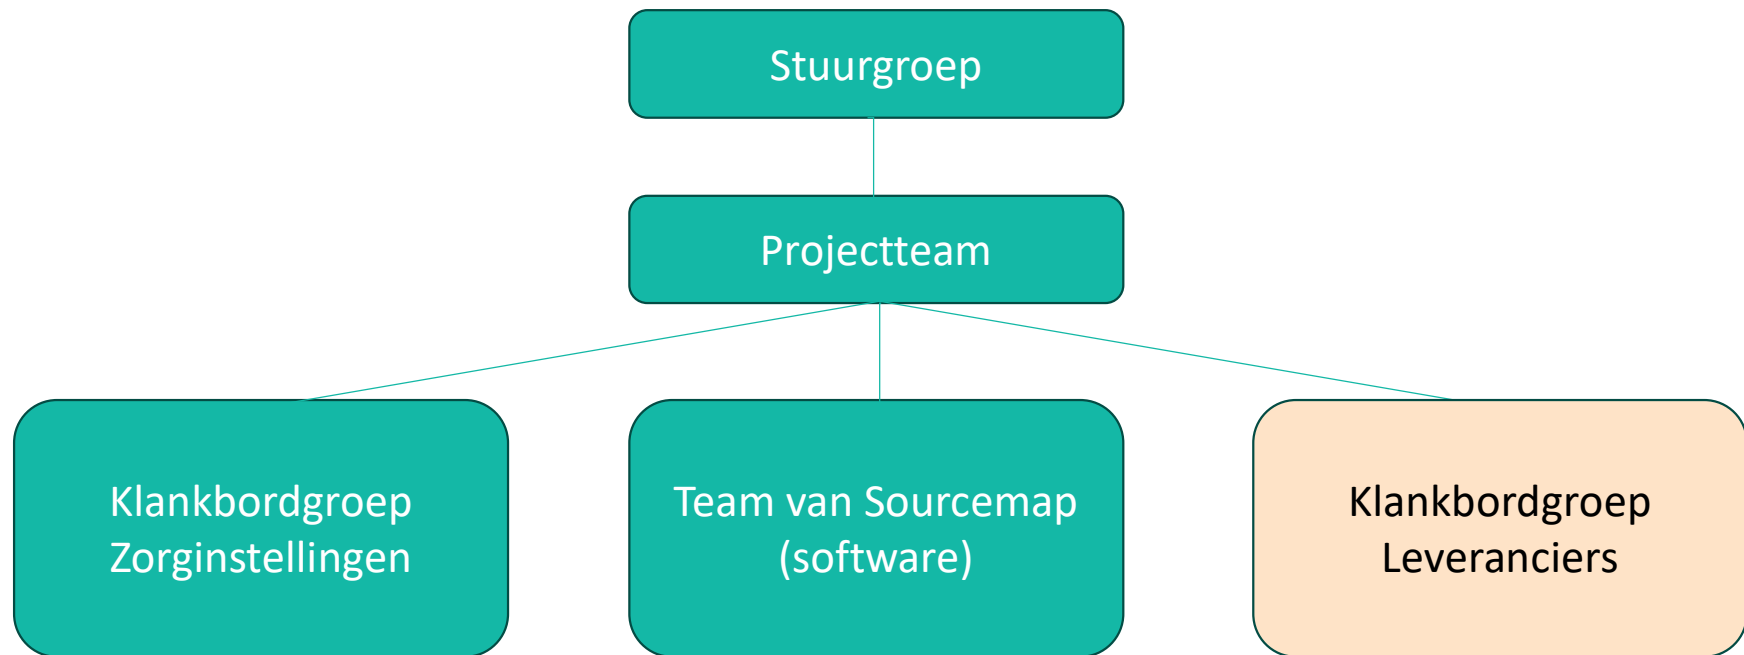 Stuurgroep
Projectteam
Klankbordgroep
Zorginstellingen
Team van Sourcemap
(software)
Klankbordgroep
Leveranciers